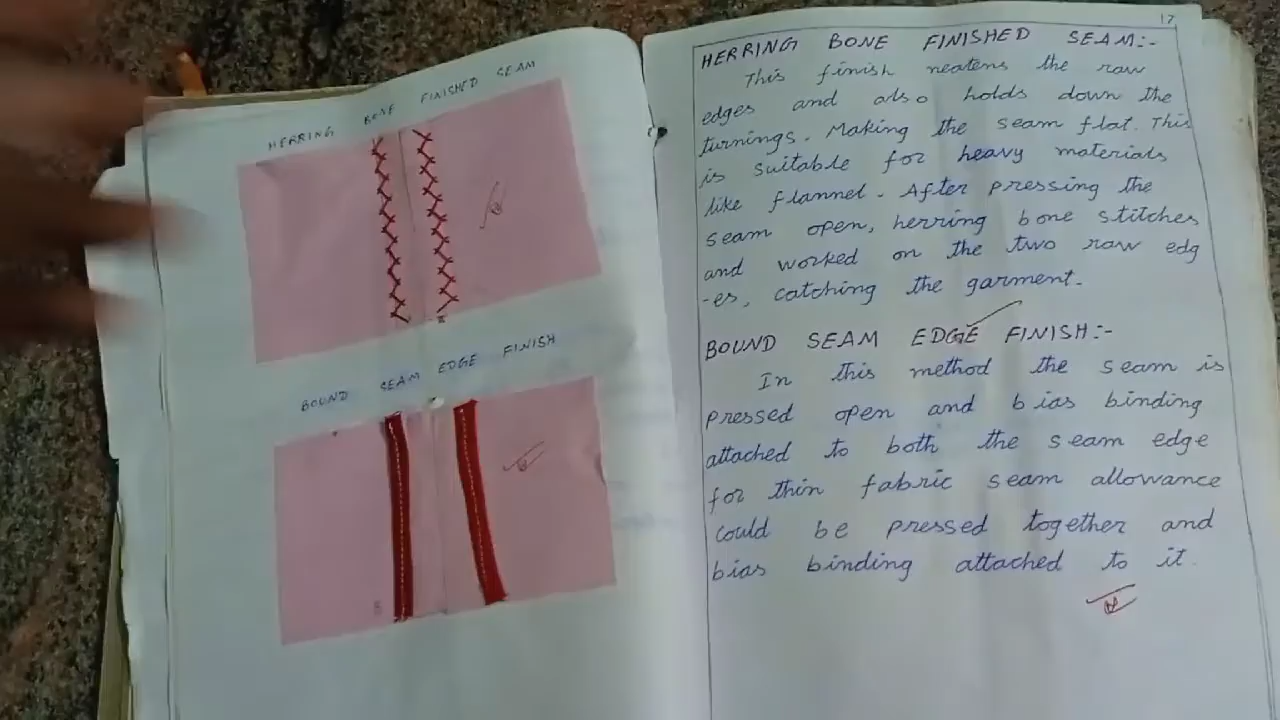 HERRING BONE FINISHED SEAM
BOUND SEAM EDGE FINISH
17
HERRING BONE FINISHED SEAM:-
This finish neatens the raw
edges and also holds down the
turnings. Making the seam flat. This
is suitable for heavy materials
like flannel. After pressing the
seam open, herring bone stitches
and worked on the two raw edg
-es, catching the garment.
BOUND SEAM EDGE FINISH:-
In this method the seam is
pressed open and bias binding
attached to both the seam edge
for thin fabric seam allowance
could be pressed together and
bias binding attached to it.